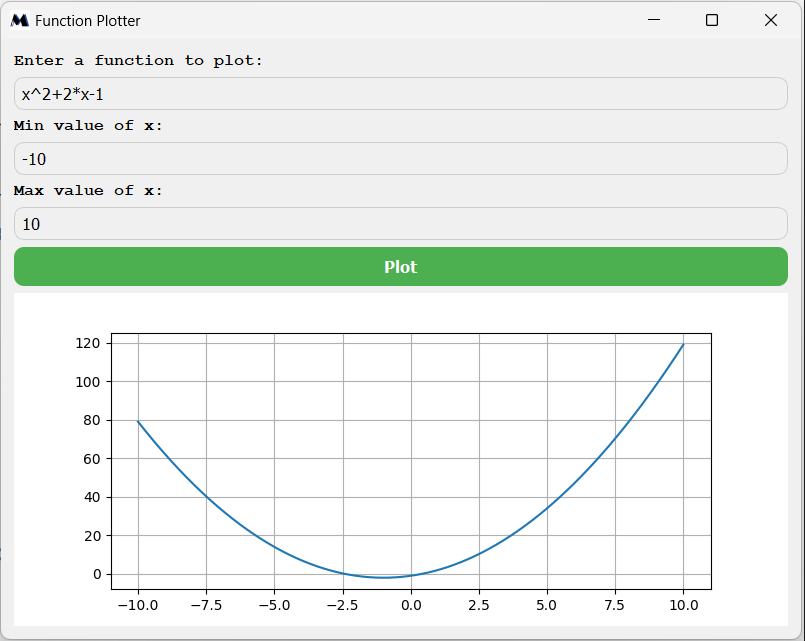 Function Plotter
Enter a function to plot:
x^2+2*x-1
Min value of x:
-10
Max value of x:
10
Plot
120
100
80
60
40
20
0
−10.0 −7.5 −5.0 −2.5 0.0 2.5 5.0 7.5 10.0